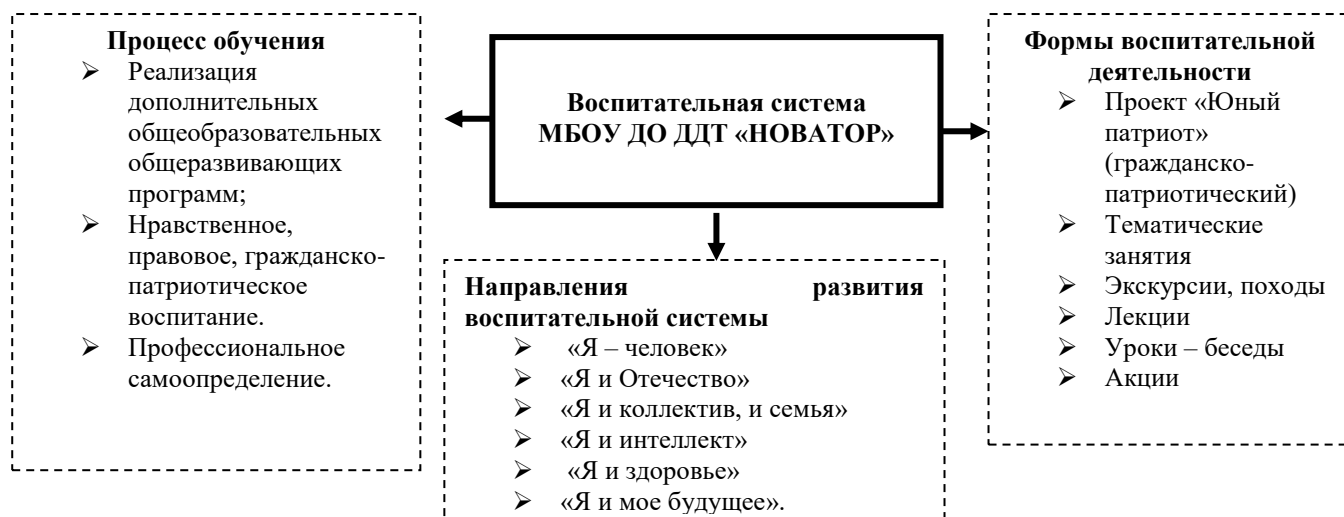 Процесс обучения
Реализация
дополнительных
общеобразовательных
общеразвивающих
программ;
Нравственное,
правовое, гражданско-
патриотическое
воспитание.
Профессиональное
самоопределение.
Воспитательная система
МБОУ ДО ДДТ «НОВАТОР»
Направления развития
воспитательной системы
«Я – человек»
«Я и Отечество»
«Я и коллектив, и семья»
«Я и интеллект»
«Я и здоровье»
«Я и мое будущее».
Формы воспитательной
деятельности
Проект «Юный
патриот»
(гражданско-
патриотический)
Тематические
занятия
Экскурсии, походы
Лекции
Уроки – беседы
Акции